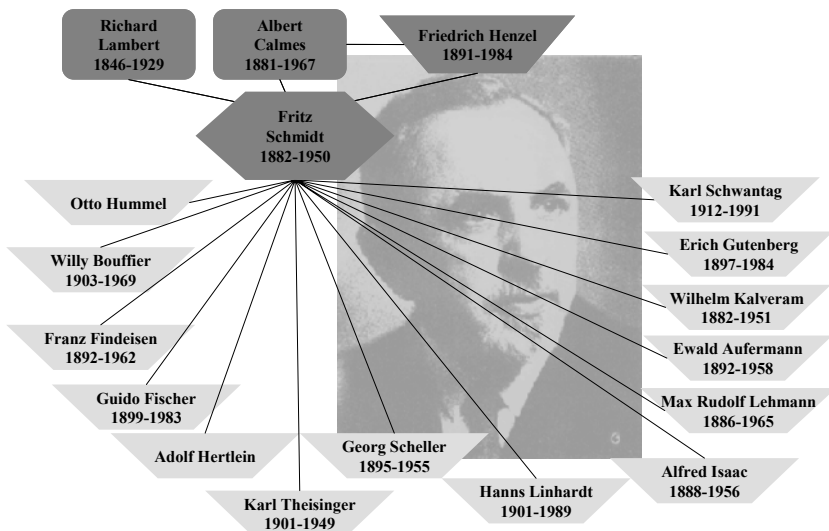 Richard
Lambert
1846-1929
Albert
Calmes
1881-1967
Friedrich Henzel
1891-1984
Fritz
Schmidt
1882-1950
Otto Hummel
Willy Bouffier
1903-1969
Franz Findeisen
1892-1962
Guido Fischer
1899-1983
Adolf Hertlein
Karl Theisinger
1901-1949
Georg Scheller
1895-1955
Hanns Linhardt
1901-1989
Karl Schwantag
1912-1991
Erich Gutenberg
1897-1984
Wilhelm Kalveram
1882-1951
Ewald Aufermann
1892-1958
Max Rudolf Lehmann
1886-1965
Alfred Isaac
1888-1956